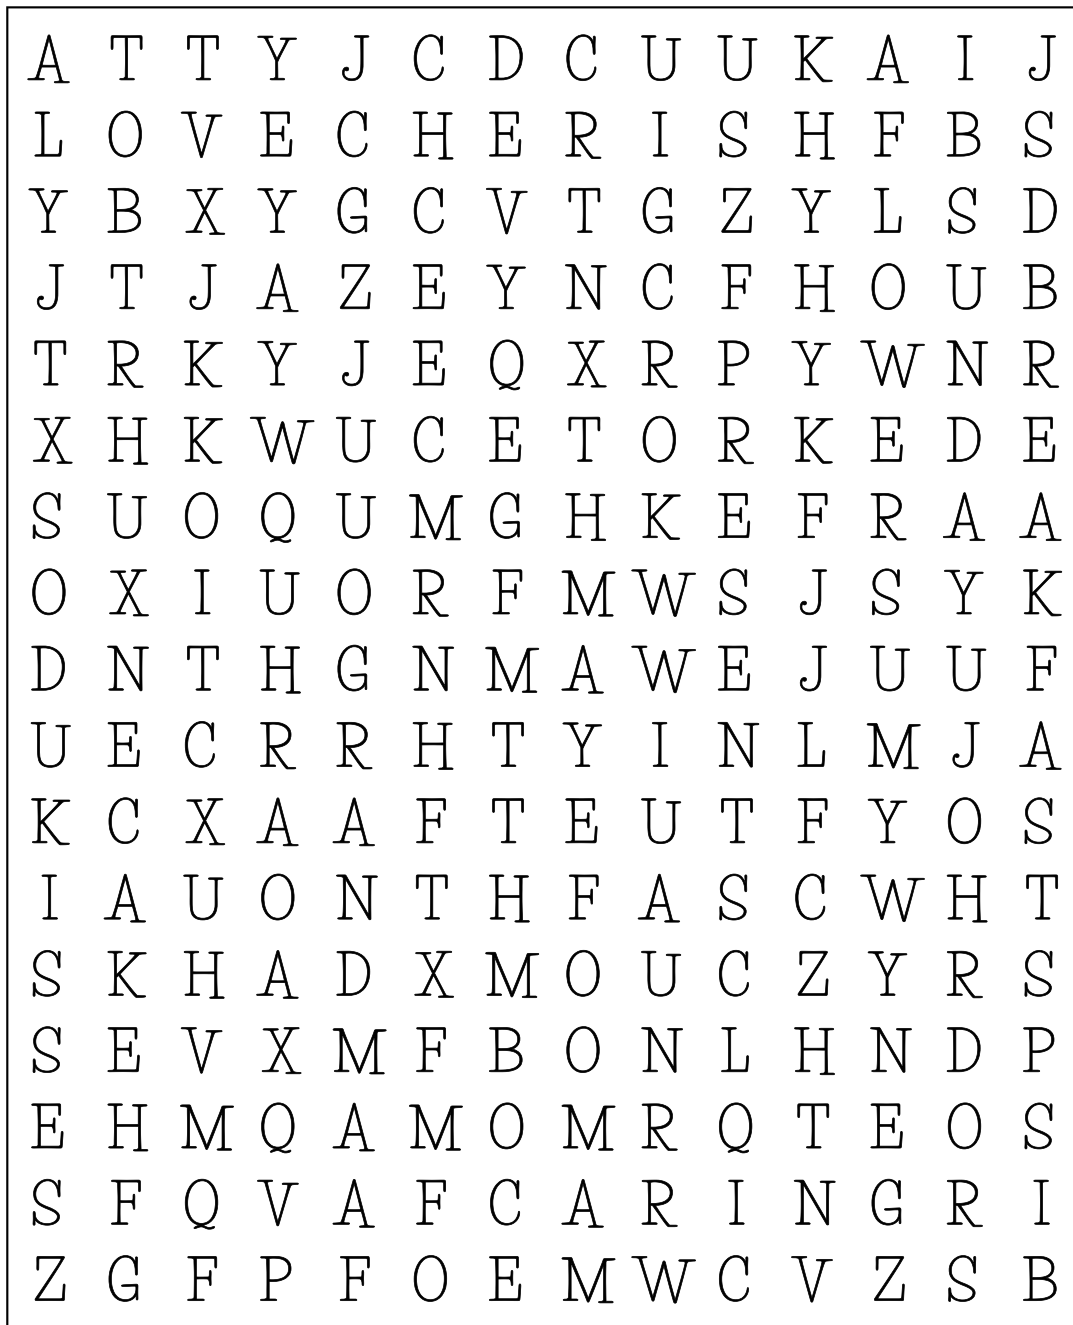 A T T Y J C D C U U K A I J
L O V E C H E R I S H F B S
Y B X Y G C V T G Z Y L S D
J T J A Z E Y N C F H O U B
T R K Y J E Q X R P Y W N R
X H K W U C E T O R K E D E
S U O Q U M G H K E F R A A
O X I U O R F M W S J S Y K
D N T H G N M A W E J U U F
U E C R R H T Y I N L M J A
K C X A A F T E U T F Y O S
I A U O N T H F A S C W H T
S K H A D X M O U C Z Y R S
S E V X M F B O N L H N D P
E H M Q A M O M R Q T E O S
S F Q V A F C A R I N G R I
Z G F P F O E M W C V Z S B